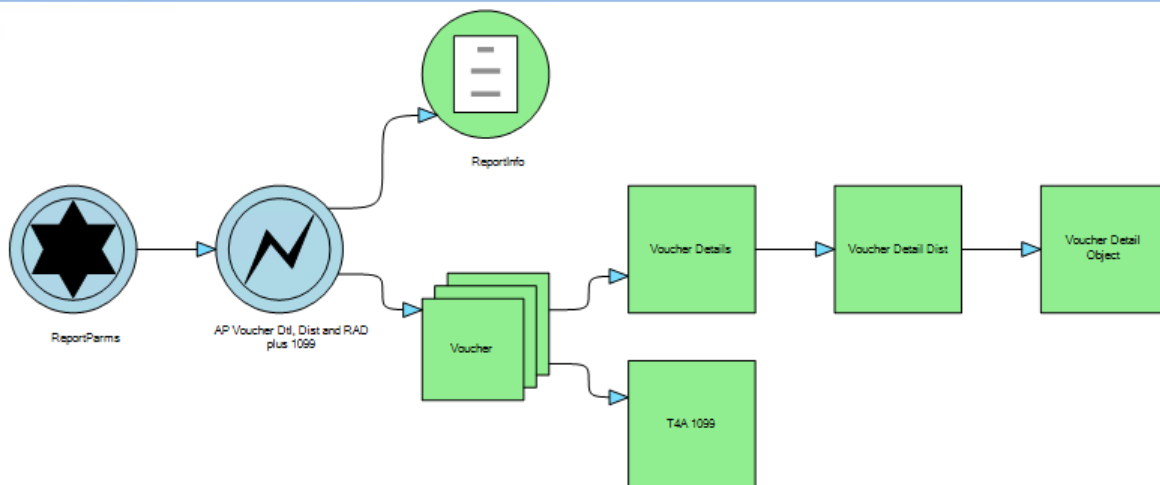 ReportInfo
ReportParms
AP Voucher Dtl, Dist and RAD
plus 1099
Voucher
Voucher Details
Voucher Detail Dist
Voucher Detail
Object
T4A 1099